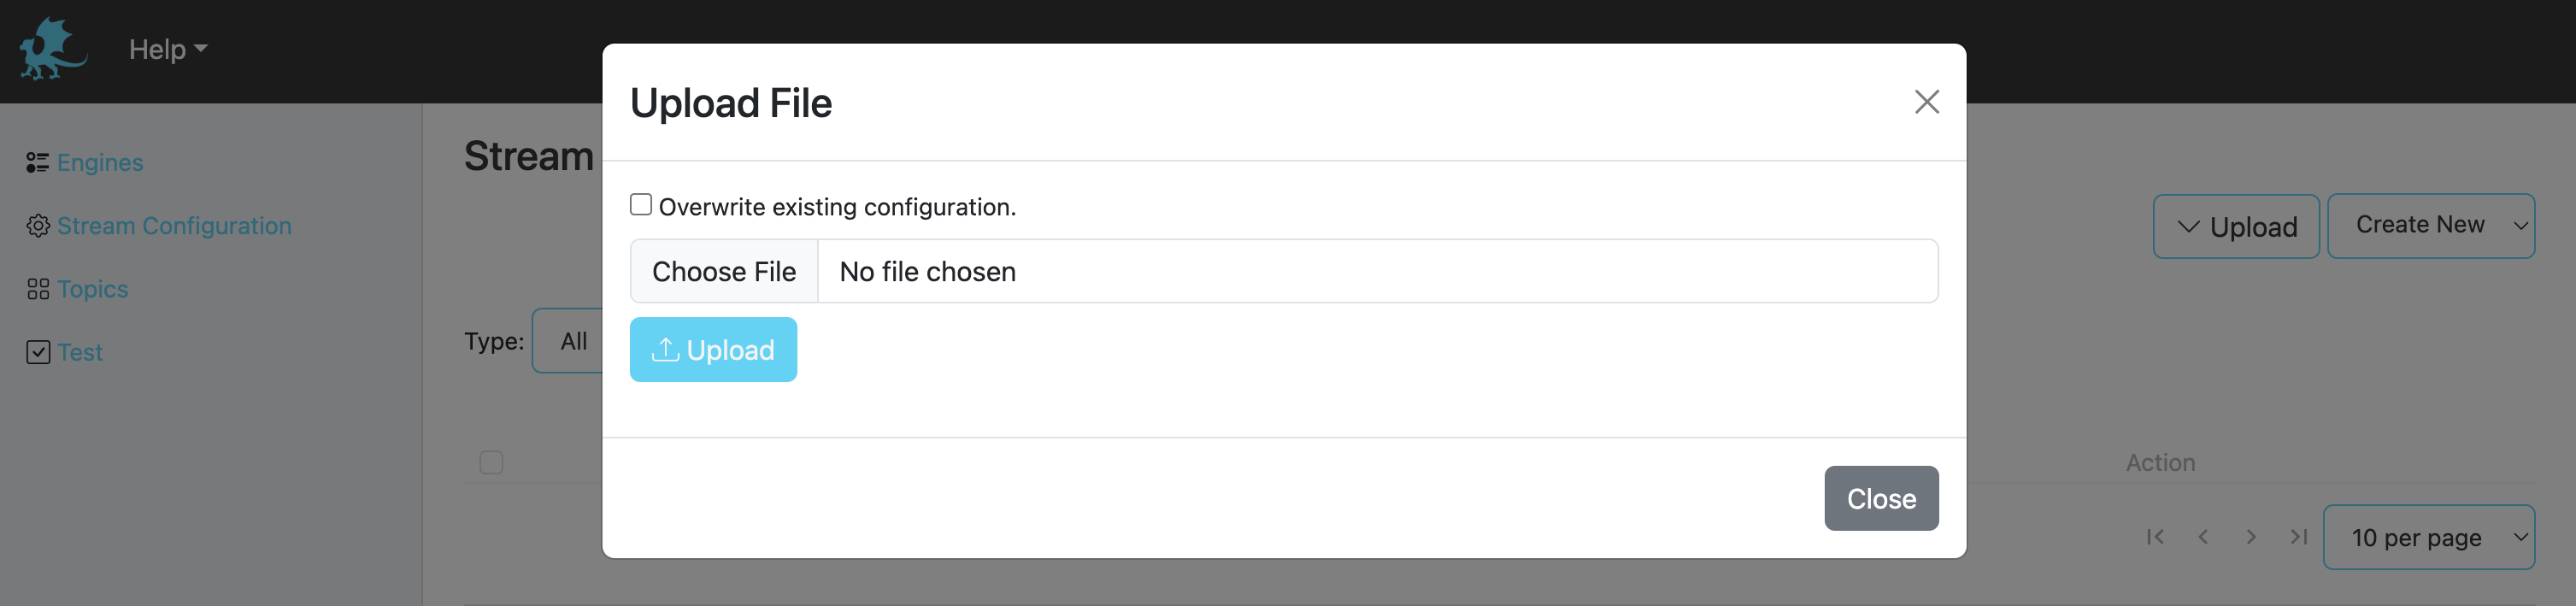 Help
Upload File
Engines
Stream Configuration
Topics
Test
Stream
Overwrite existing configuration.
Choose File No file chosen
Upload
Upload
Create New
Type: All
Action
Close
10 per page